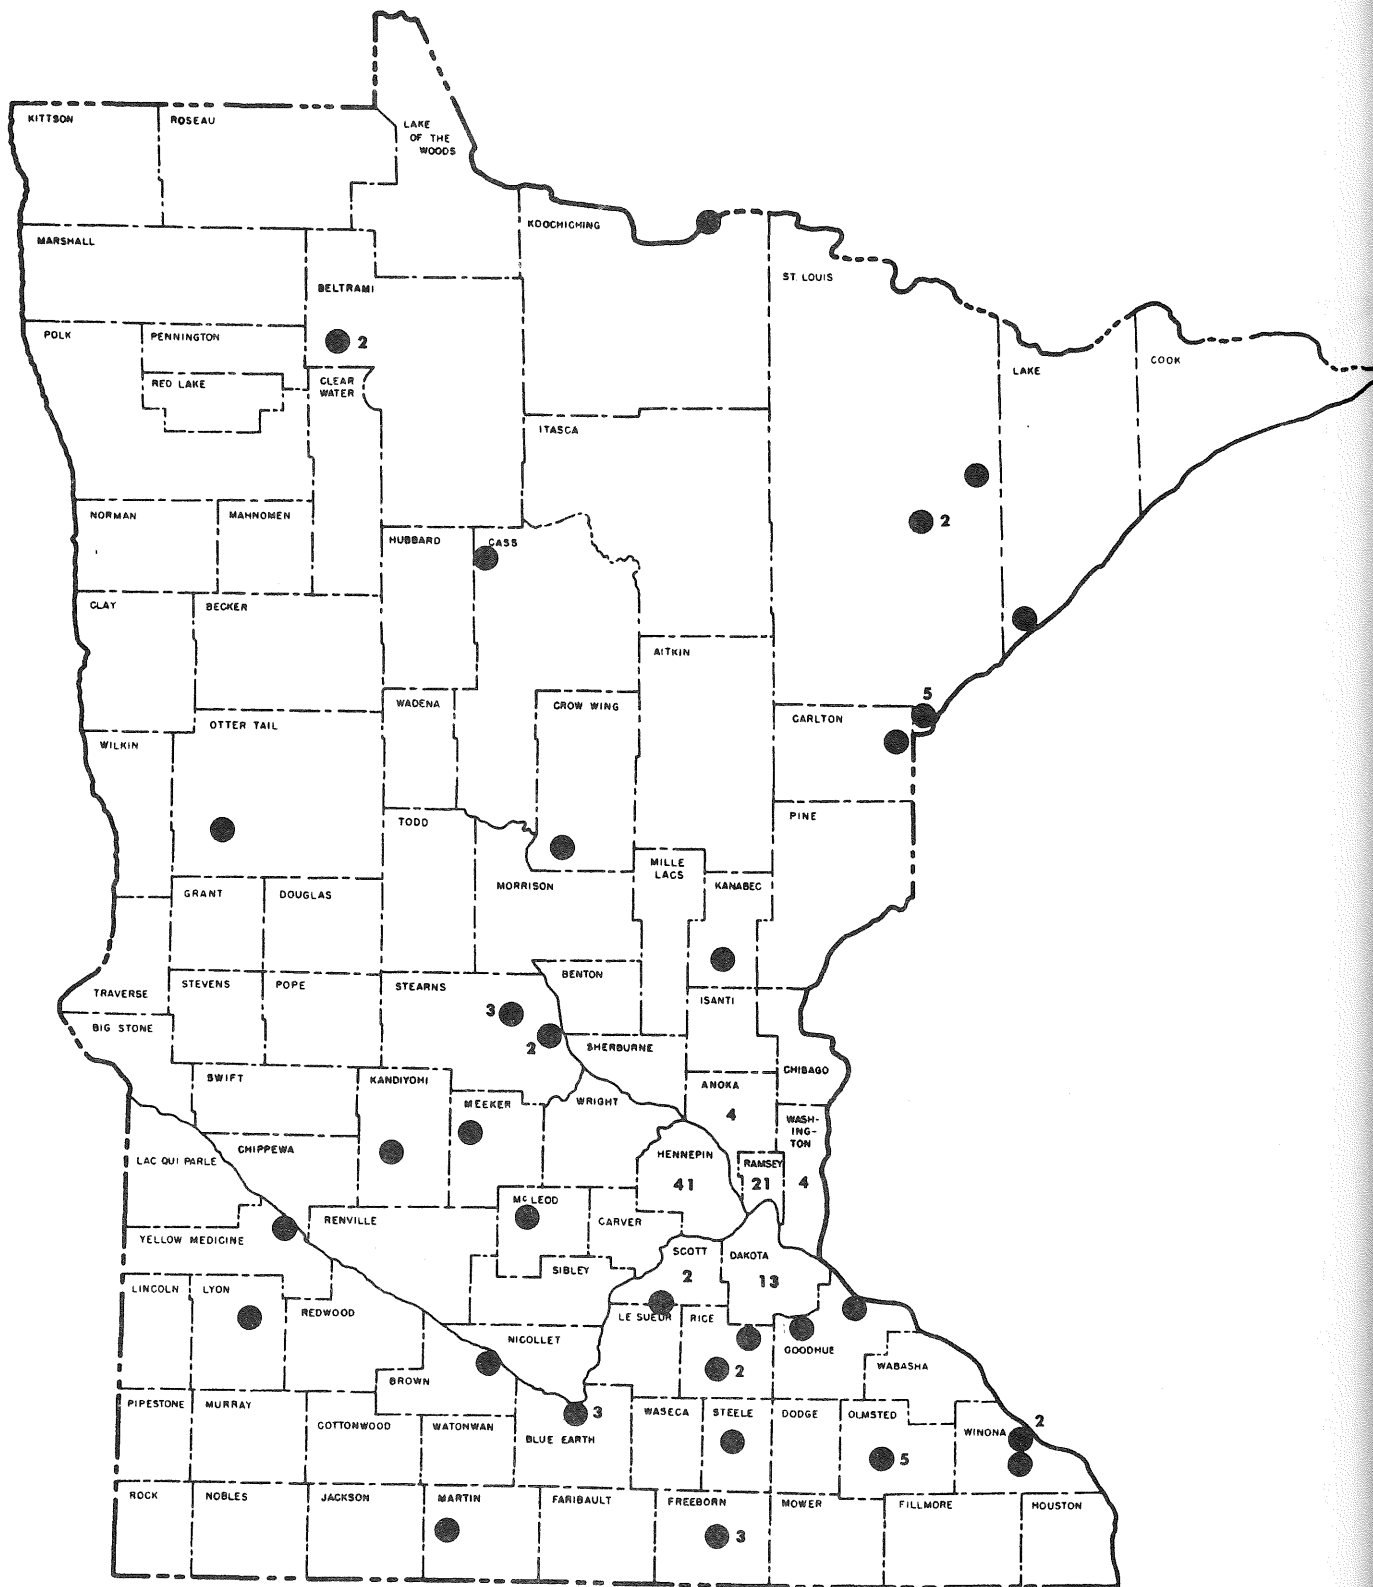 KITTSON
ROSEAU
LAKE
OF THE
WOODS
KOOCHICHING
MARSHALL
ST. LOUIS
BELTRAMI
POLK
PENNINGTON
2
COOK
LAKE
RED LAKE
CLEAR
WATER
ITASCA
NORMAN
MAHNOMEN
2
HUBBARD
CASS
CLAY
BECKER
AITKIN
5
WADENA
CROW WING
CARLTON
OTTER TAIL
WILKIN
TODD
PINE
MILLE
LACS
GRANT
DOUGLAS
MORRISON
KANABEC
BENTON
TRAVERSE
STEVENS
POPE
STEARNS
ISANTI
3
BIG STONE
2
SHERBURNE
CHIBAGO
SWIFT
KANDIYOHI
ANOKA
4
MEEKER
WRIGHT
WASH-
ING-
TON
4
CHIPPEWA
LAC QUI PARLE
HENNEPIN
41
RAMSEY
21
McLEOD
RENVILLE
CARVER
YELLOW MEDICINE
SCOTT
2
DAKOTA
13
SIBLEY
LINCOLN
LYON
REDWOOD
LE SUEUR
RICE
NICOLLET
GOODHUE
2
WABASHA
BROWN
PIPESTONE
MURRAY
COTTONWOOD
WATONWAN
BLUE EARTH
3
WASECA
STEELE
DODGE
OLMSTED
5
WINONA
2
ROCK
NOBLES
JACKSON
MARTIN
FARIBAULT
FREEBORN
3
MOWER
FILLMORE
HOUSTON